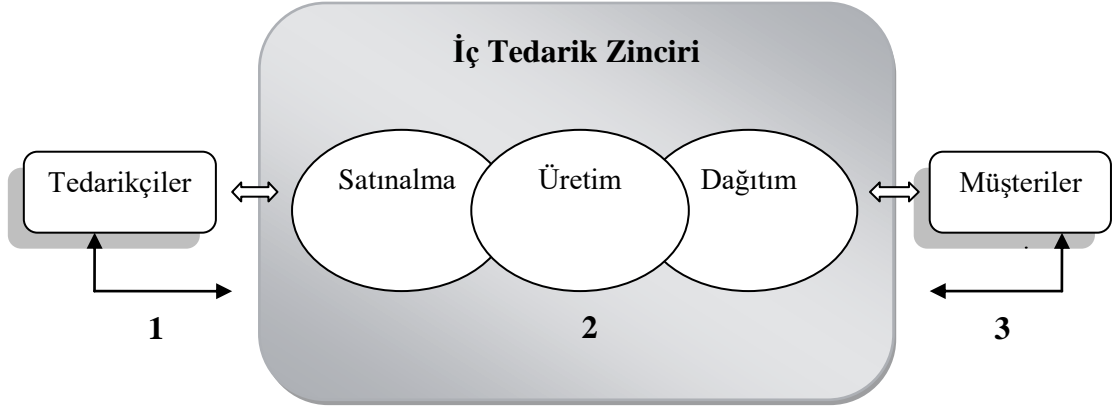 İç Tedarik Zinciri
Tedarikçiler
Satınalma
Üretim
Dağıtım
Müşteriler
1
2
3